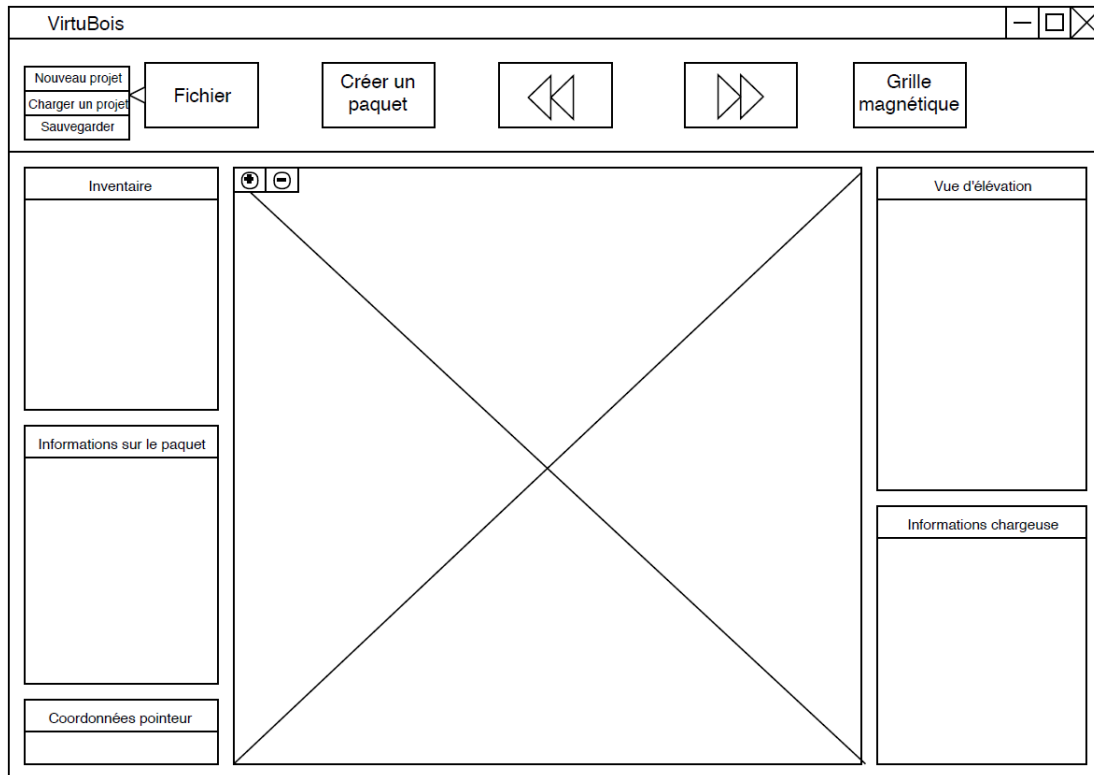 VirtuBois
Nouveau projet
Charger un projet
Sauvegarder
Fichier
Créer un
paquet
Grille
magnétique
Inventaire
Vue d'élévation
Informations sur le paquet
Informations chargeuse
Coordonnées pointeur